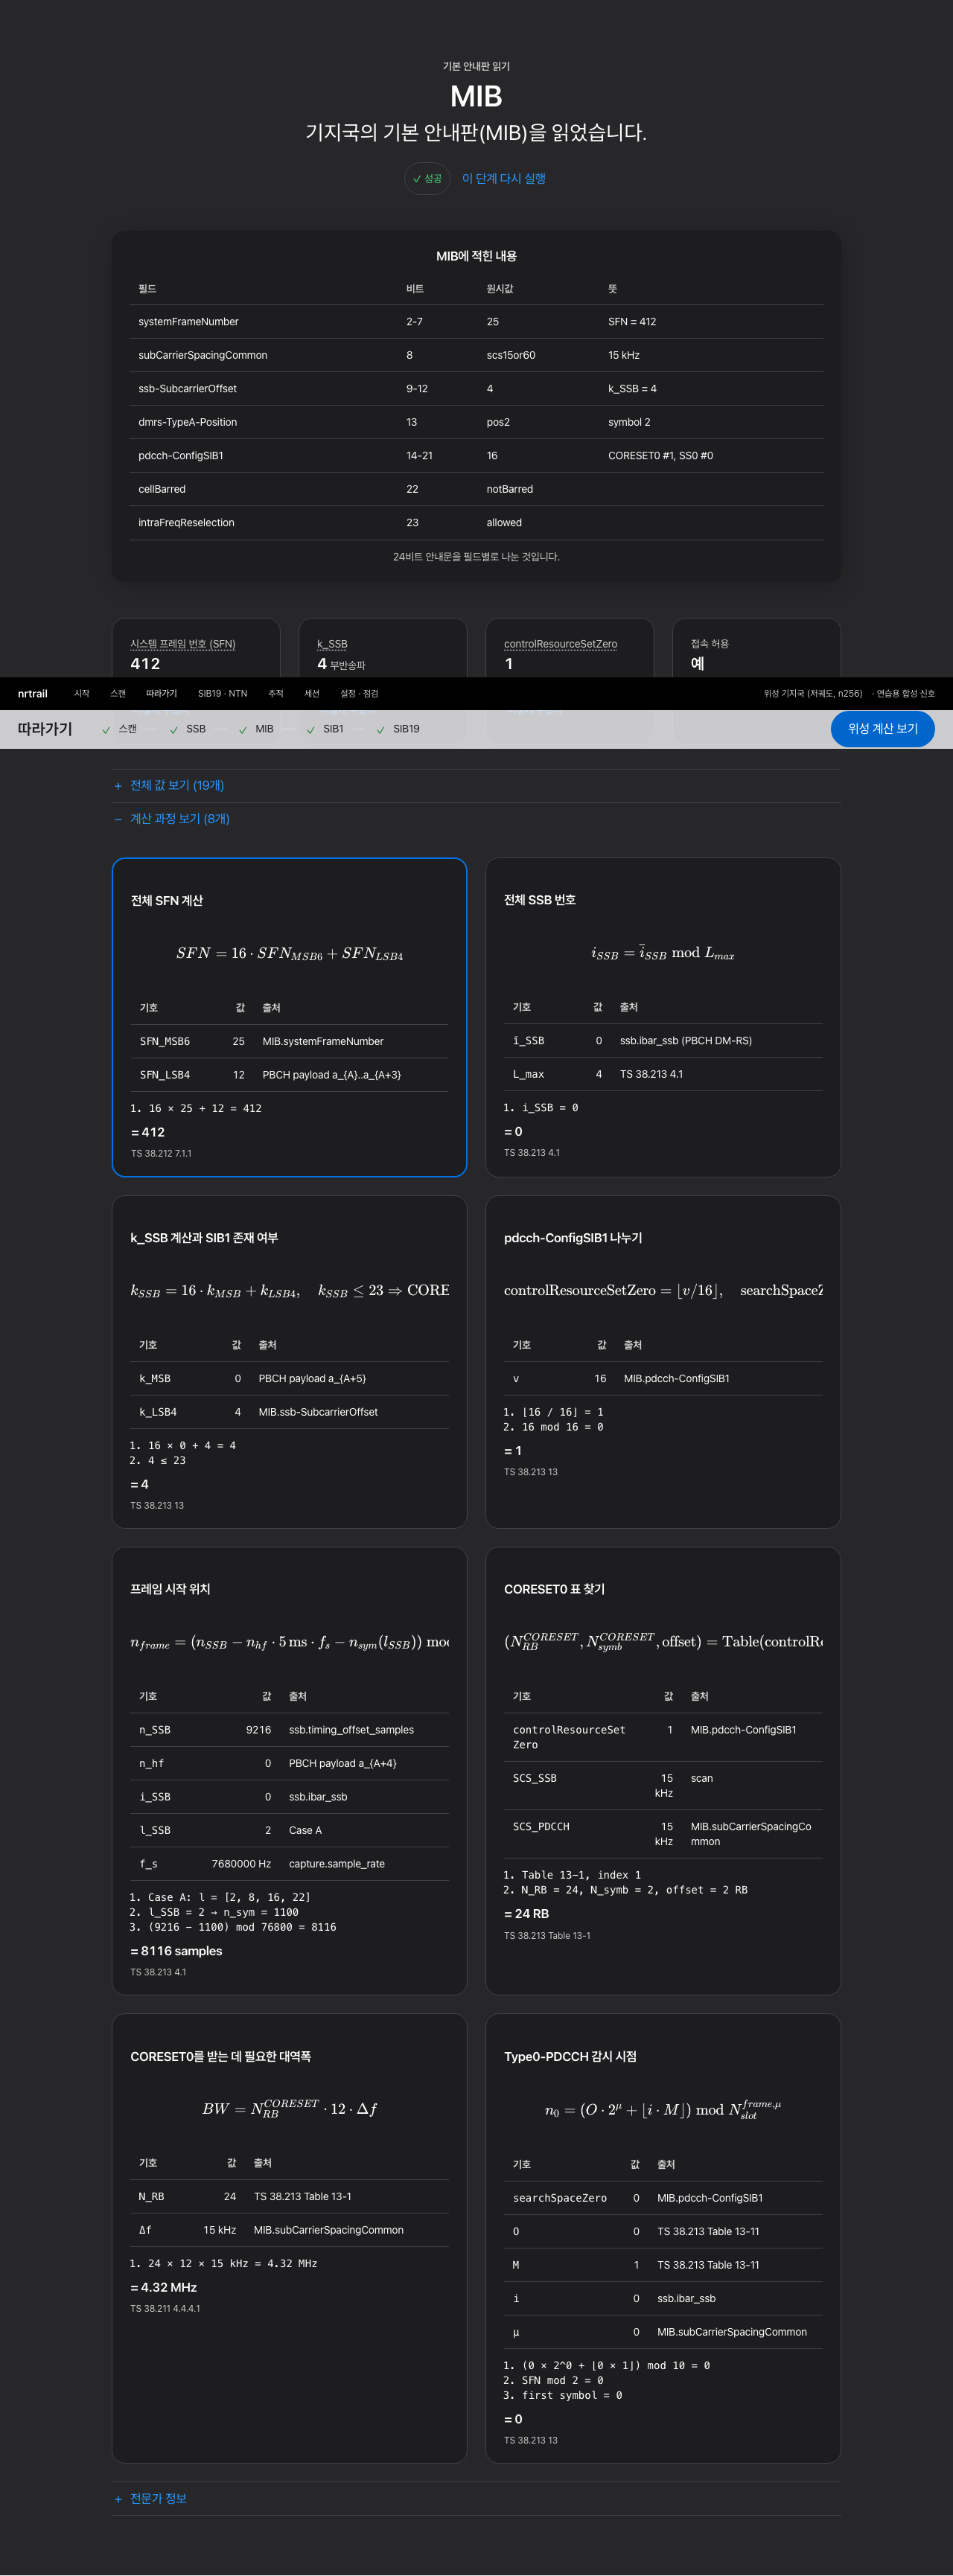 기본 안내판 읽기
MIB
기지국의 기본 안내판(MIB)을 읽었습니다.
✓ 성공 이 단계 다시 실행
MIB에 적힌 내용
필드 비트 원시값 뜻
systemFrameNumber 2-7 25 SFN = 412
subCarrierSpacingCommon 8 scs15or60 15 kHz
ssb-SubcarrierOffset 9-12 4 k_SSB = 4
dmrs-TypeA-Position 13 pos2 symbol 2
pdcch-ConfigSIB1 14-21 16 CORESET0 #1, SS0 #0
cellBarred 22 notBarred
intraFreqReselection 23 allowed
24비트 안내문을 필드별로 나눈 것입니다.
시스템 프레임 번호 (SFN) k_SSB controlResourceSetZero 접속 허용
412 4 부반송파 1 예
nrtrail 시작 스캔 따라가기 SIB19 · NTN 추적 세션 설정 · 점검 위성 기지국 (저궤도, n256) · 연습용 합성 신호
따라가기 ✓ 스캔 ✓ SSB ✓ MIB ✓ SIB1 ✓ SIB19 위성 계산 보기
+ 전체 값 보기 (19개)
− 계산 과정 보기 (8개)
전체 SFN 계산
SFN = 16 · SFN_MSB6 + SFN_LSB4
기호 값 출처
SFN_MSB6 25 MIB.systemFrameNumber
SFN_LSB4 12 PBCH payload a_{A}..a_{A+3}
1. 16 × 25 + 12 = 412
= 412
TS 38.212 7.1.1
전체 SSB 번호
i_SSB = ī_SSB mod L_max
기호 값 출처
ī_SSB 0 ssb.ibar_ssb (PBCH DM-RS)
L_max 4 TS 38.213 4.1
1. i_SSB = 0
= 0
TS 38.213 4.1
k_SSB 계산과 SIB1 존재 여부
k_SSB = 16 · k_MSB + k_LSB4, k_SSB ≤ 23 ⇒ CORE
기호 값 출처
k_MSB 0 PBCH payload a_{A+5}
k_LSB4 4 MIB.ssb-SubcarrierOffset
1. 16 × 0 + 4 = 4
2. 4 ≤ 23
= 4
TS 38.213 13
pdcch-ConfigSIB1 나누기
controlResourceSetZero = ⌊v/16⌋, searchSpaceZ
기호 값 출처
v 16 MIB.pdcch-ConfigSIB1
1. ⌊16 / 16⌋ = 1
2. 16 mod 16 = 0
= 1
TS 38.213 13
프레임 시작 위치
n_frame = (n_SSB − n_hf · 5 ms · f_s − n_sym(l_SSB)) mod
기호 값 출처
n_SSB 9216 ssb.timing_offset_samples
n_hf 0 PBCH payload a_{A+4}
i_SSB 0 ssb.ibar_ssb
l_SSB 2 Case A
f_s 7680000 Hz capture.sample_rate
1. Case A: l = [2, 8, 16, 22]
2. l_SSB = 2 → n_sym = 1100
3. (9216 − 1100) mod 76800 = 8116
= 8116 samples
TS 38.213 4.1
CORESET0 표 찾기
(N_RB^CORESET, N_symb^CORESET, offset) = Table(controlRe
기호 값 출처
controlResourceSet 1 MIB.pdcch-ConfigSIB1
Zero
SCS_SSB 15 scan
kHz
SCS_PDCCH 15 MIB.subCarrierSpacingCo
kHz mmon
1. Table 13-1, index 1
2. N_RB = 24, N_symb = 2, offset = 2 RB
= 24 RB
TS 38.213 Table 13-1
CORESET0를 받는 데 필요한 대역폭
BW = N_RB^CORESET · 12 · Δf
기호 값 출처
N_RB 24 TS 38.213 Table 13-1
Δf 15 kHz MIB.subCarrierSpacingCommon
1. 24 × 12 × 15 kHz = 4.32 MHz
= 4.32 MHz
TS 38.211 4.4.4.1
Type0-PDCCH 감시 시점
n_0 = (O · 2^μ + ⌊i · M⌋) mod N_slot^frame,μ
기호 값 출처
searchSpaceZero 0 MIB.pdcch-ConfigSIB1
O 0 TS 38.213 Table 13-11
M 1 TS 38.213 Table 13-11
i 0 ssb.ibar_ssb
μ 0 MIB.subCarrierSpacingCommon
1. (0 × 2^0 + ⌊0 × 1⌋) mod 10 = 0
2. SFN mod 2 = 0
3. first symbol = 0
= 0
TS 38.213 13
+ 전문가 정보